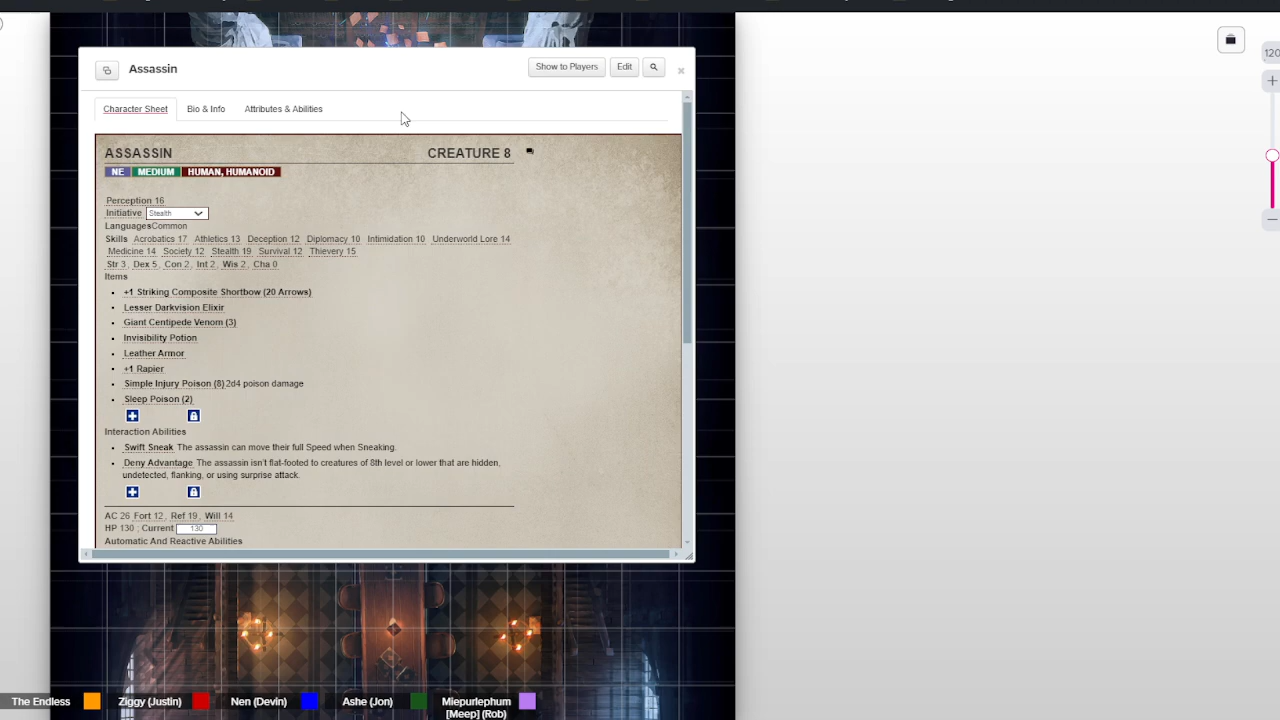 Assassin
Show to Players
Edit
120
Character Sheet
Bio & Info
Attributes & Abilities
ASSASSIN
CREATURE 8
NE MEDIUM HUMAN, HUMANOID
Perception 16
Initiative Stealth
LanguagesCommon
Skills Acrobatics 17 Athletics 13 Deception 12 Diplomacy 10 Intimidation 10 Underworld Lore 14
Medicine 14 Society 12 Stealth 19 Survival 12 Thievery 15
Str 3, Dex 5, Con 2, Int 2, Wis 2, Cha 0
Items
+1 Striking Composite Shortbow (20 Arrows)
Lesser Darkvision Elixir
Giant Centipede Venom (3)
Invisibility Potion
Leather Armor
+1 Rapier
Simple Injury Poison (8) 2d4 poison damage
Sleep Poison (2)
Interaction Abilities
Swift Sneak The assassin can move their full Speed when Sneaking.
Deny Advantage The assassin isn't flat-footed to creatures of 8th level or lower that are hidden,
undetected, flanking, or using surprise attack.
AC 26 Fort 12, Ref 19, Will 14
HP 130 ; Current 130
Automatic And Reactive Abilities
The Endless
Ziggy (Justin)
Nen (Devin)
Ashe (Jon)
Miepurlephum
[Meep] (Rob)